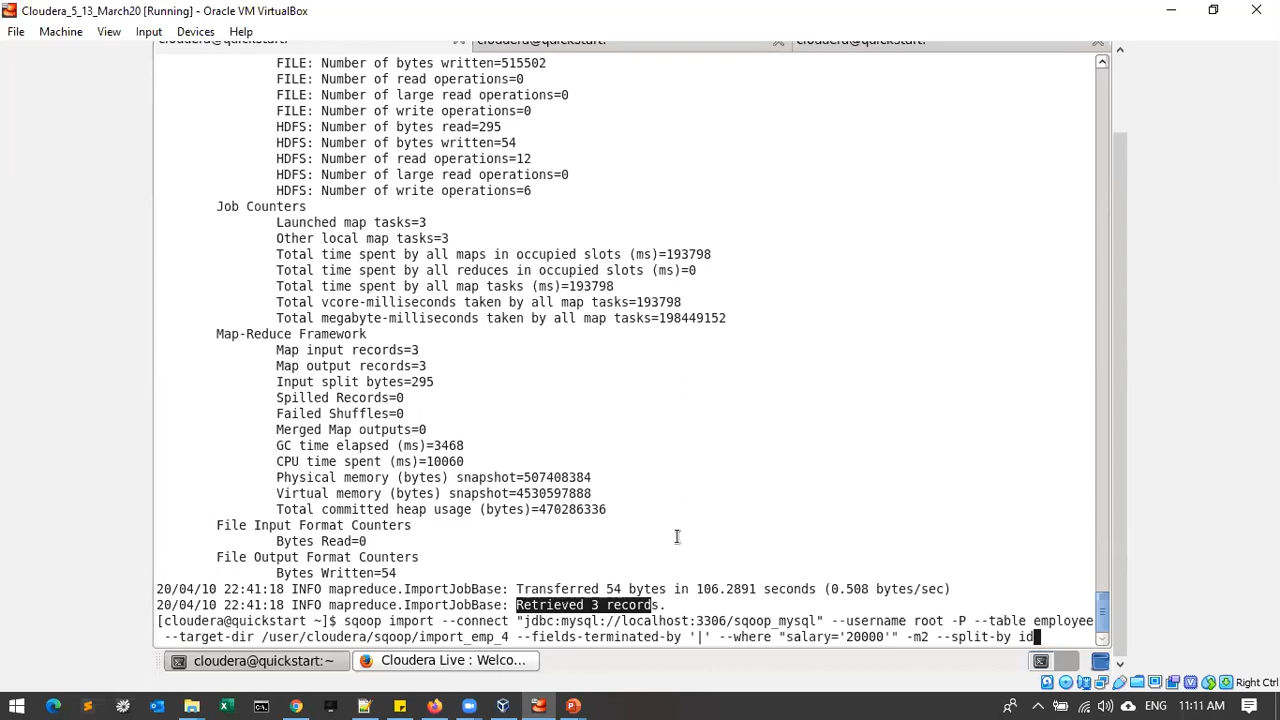 Cloudera_5_13_March20 [Running] - Oracle VM VirtualBox
File Machine View Input Devices Help
cloudera@quickstart:~ cloudera@quickstart:~ cloudera@quickstart:~
FILE: Number of bytes written=515502
FILE: Number of read operations=0
FILE: Number of large read operations=0
FILE: Number of write operations=0
HDFS: Number of bytes read=295
HDFS: Number of bytes written=54
HDFS: Number of read operations=12
HDFS: Number of large read operations=0
HDFS: Number of write operations=6
Job Counters
Launched map tasks=3
Other local map tasks=3
Total time spent by all maps in occupied slots (ms)=193798
Total time spent by all reduces in occupied slots (ms)=0
Total time spent by all map tasks (ms)=193798
Total vcore-milliseconds taken by all map tasks=193798
Total megabyte-milliseconds taken by all map tasks=198449152
Map-Reduce Framework
Map input records=3
Map output records=3
Input split bytes=295
Spilled Records=0
Failed Shuffles=0
Merged Map outputs=0
GC time elapsed (ms)=3468
CPU time spent (ms)=10060
Physical memory (bytes) snapshot=507408384
Virtual memory (bytes) snapshot=4530597888
Total committed heap usage (bytes)=470286336
File Input Format Counters
Bytes Read=0
File Output Format Counters
Bytes Written=54
20/04/10 22:41:18 INFO mapreduce.ImportJobBase: Transferred 54 bytes in 106.2891 seconds (0.508 bytes/sec)
20/04/10 22:41:18 INFO mapreduce.ImportJobBase: Retrieved 3 records.
[cloudera@quickstart ~]$ sqoop import --connect "jdbc:mysql://localhost:3306/sqoop_mysql" --username root -P --table employee
--target-dir /user/cloudera/sqoop/import_emp_4 --fields-terminated-by '|' --where "salary='20000'" -m2 --split-by id
cloudera@quickstart:~ Cloudera Live : Welco...
Right Ctrl
ENG 11:11 AM